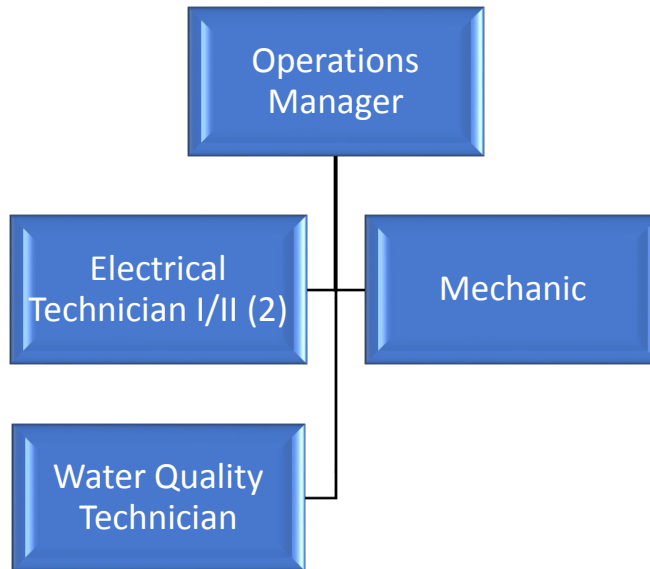 Operations
Manager
Electrical
Technician I/II (2)
Mechanic
Water Quality
Technician